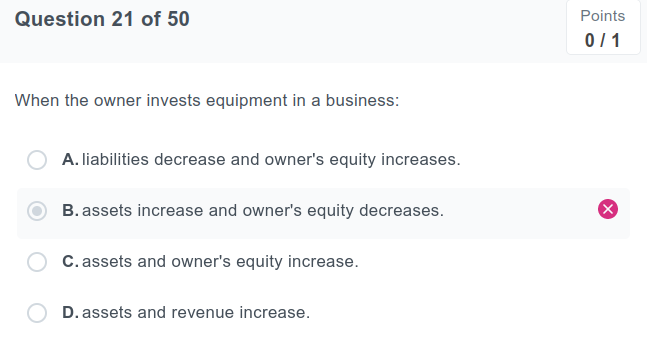 Question 21 of 50
Points
0 / 1
When the owner invests equipment in a business:
A. liabilities decrease and owner's equity increases.
B. assets increase and owner's equity decreases.
C. assets and owner's equity increase.
D. assets and revenue increase.